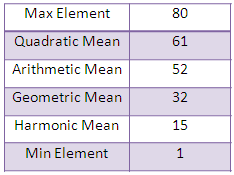 Max Element 80
Quadratic Mean 61
Arithmetic Mean 52
Geometric Mean 32
Harmonic Mean 15
Min Element 1